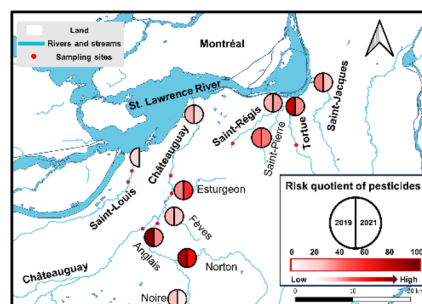 Land
Rivers and streams
Sampling sites
Montréal
St. Lawrence River
Saint-Jacques
Saint-Régis
Tortue
Saint-Pierre
Châteauguay
Saint-Louis
Esturgeon
Fèves
Anglais
Norton
Châteauguay
Noire
Risk quotient of pesticides
2019 2021
0 20 40 60 80 100
Low High
0 10 20 km